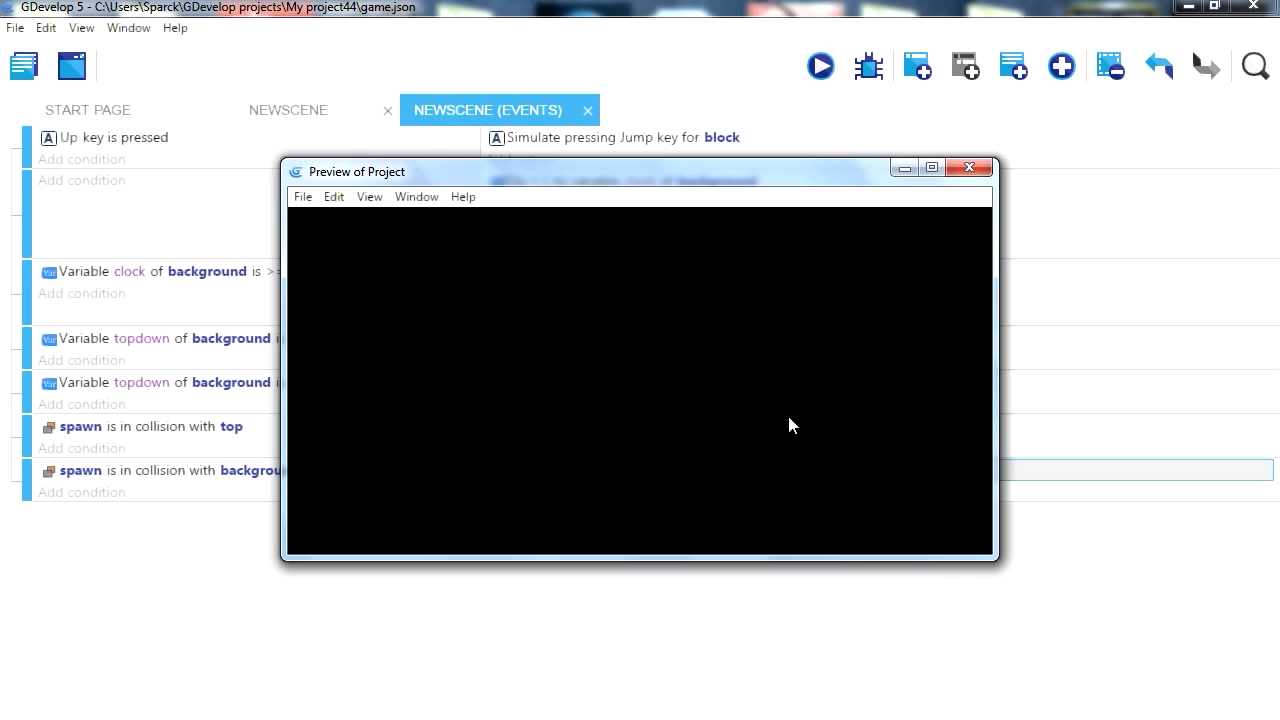 GDevelop 5 - C:\Users\Sparck\GDevelop projects\My project44\game.json
File Edit View Window Help
START PAGE NEWSCENE NEWSCENE (EVENTS)
Up key is pressed Simulate pressing Jump key for block
Add condition
Add condition
Preview of Project
File Edit View Window Help
Variable clock of background is >
Add condition
Variable topdown of background
Add condition
Variable topdown of background
Add condition
spawn is in collision with top
Add condition
spawn is in collision with backgrou
Add condition